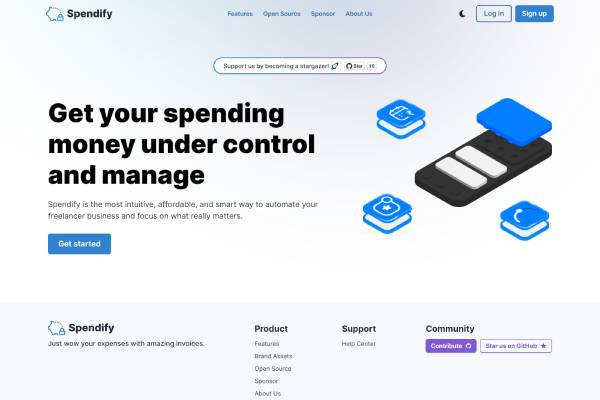 Spendify
Features Open Source Sponsor About Us
Log in
Sign up
Support us by becoming a stargazer! 🚀 Star 10
Get your spending
money under control
and manage
Spendify is the most intuitive, affordable, and smart way to automate your
freelancer business and focus on what really matters.
Get started
Spendify
Just wow your expenses with amazing invoices.
Product
Features
Brand Assets
Open Source
Sponsor
About Us
Support
Help Center
Community
Contribute
Star us on GitHub ★